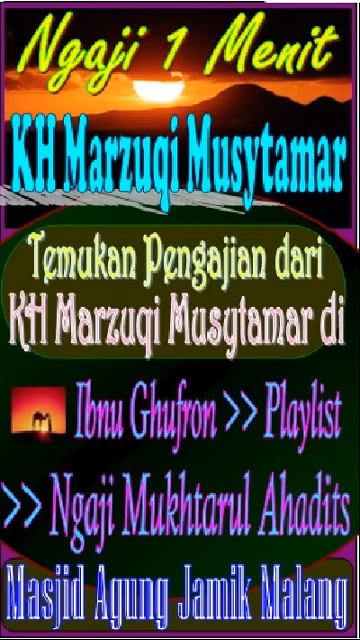 Ngaji 1 Menit
KH Marzuqi Musytamar
Temukan Pengajian dari
KH Marzuqi Musytamar di
Ibnu Ghufron >> Playlist
>> Ngaji Mukhtarul Ahadits
Masjid Agung Jamik Malang